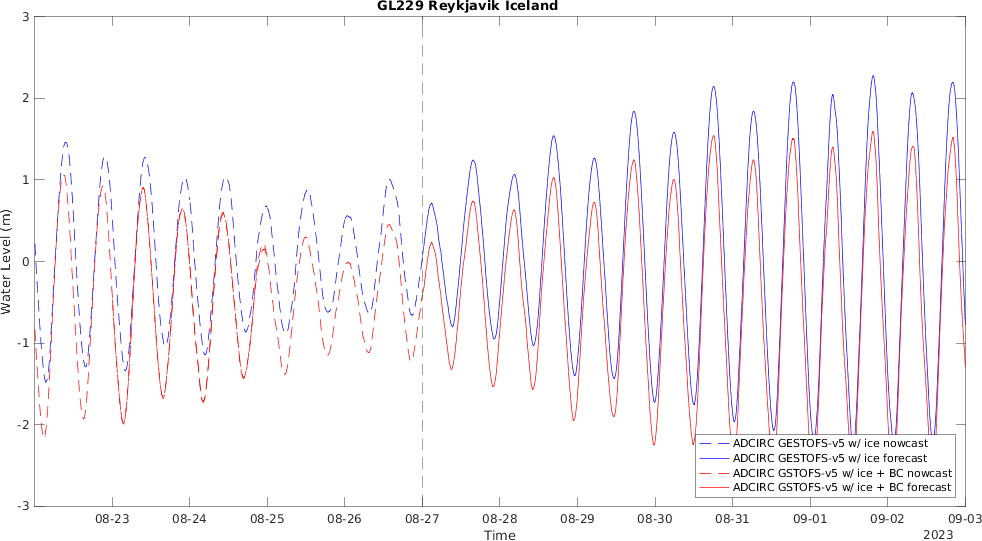 GL229 Reykjavik Iceland
3
2
1
0
-1
-2
-3
Water Level (m)
08-23 08-24 08-25 08-26 08-27 08-28 08-29 08-30 08-31 09-01 09-02 09-03
Time
2023
ADCIRC GESTOFS-v5 w/ ice nowcast
ADCIRC GESTOFS-v5 w/ ice forecast
ADCIRC GSTOFS-v5 w/ ice + BC nowcast
ADCIRC GSTOFS-v5 w/ ice + BC forecast